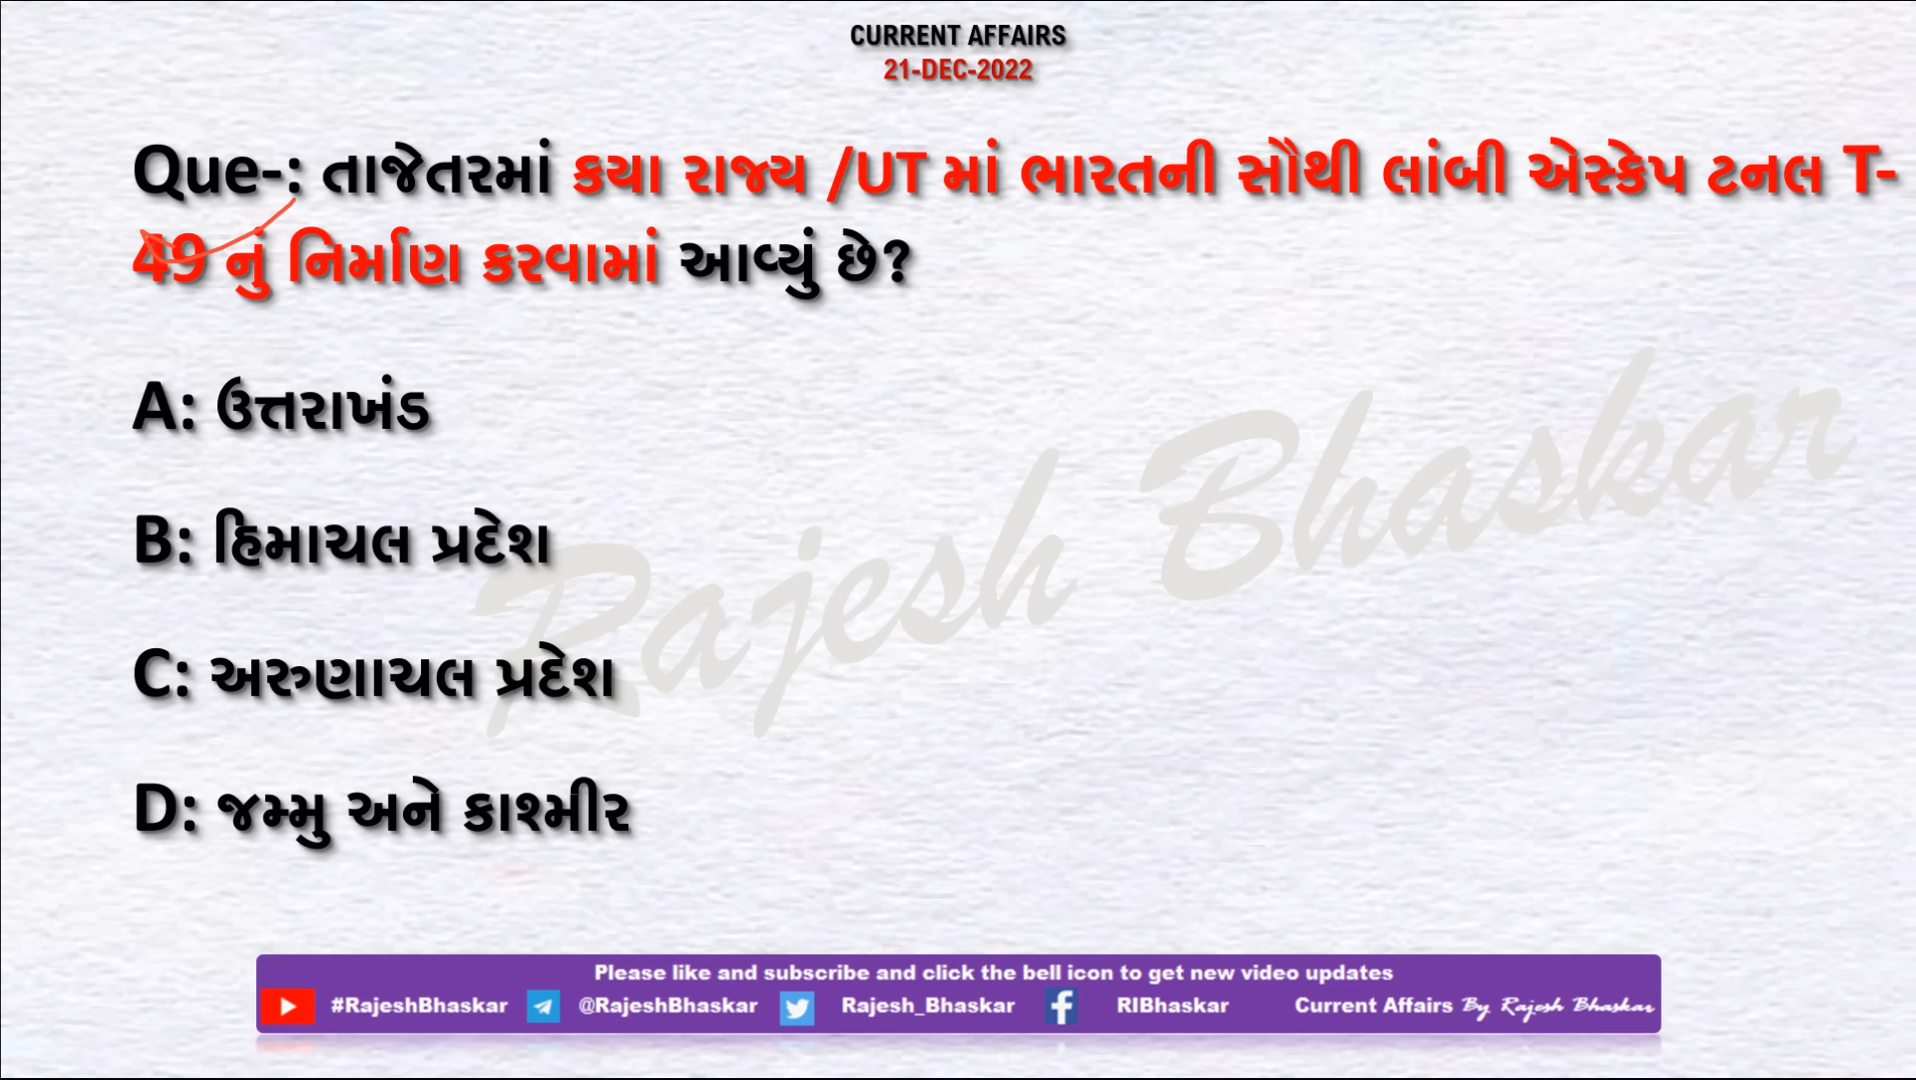 CURRENT AFFAIRS
21-DEC-2022
Que-: તાજેતરમાં કયા રાજ્ય /UT માં ભારતની સૌથી લાંબી એસ્કેપ ટનલ T-
49 નું નિર્માણ કરવામાં આવ્યું છે?
A: ઉત્તરાખંડ
B: હિમાચલ પ્રદેશ
C: અરુણાચલ પ્રદેશ
D: જમ્મુ અને કાશ્મીર
Rajesh Bhaskar
Please like and subscribe and click the bell icon to get new video updates
#RajeshBhaskar @RajeshBhaskar Rajesh_Bhaskar RIBhaskar Current Affairs By Rajesh Bhaskar